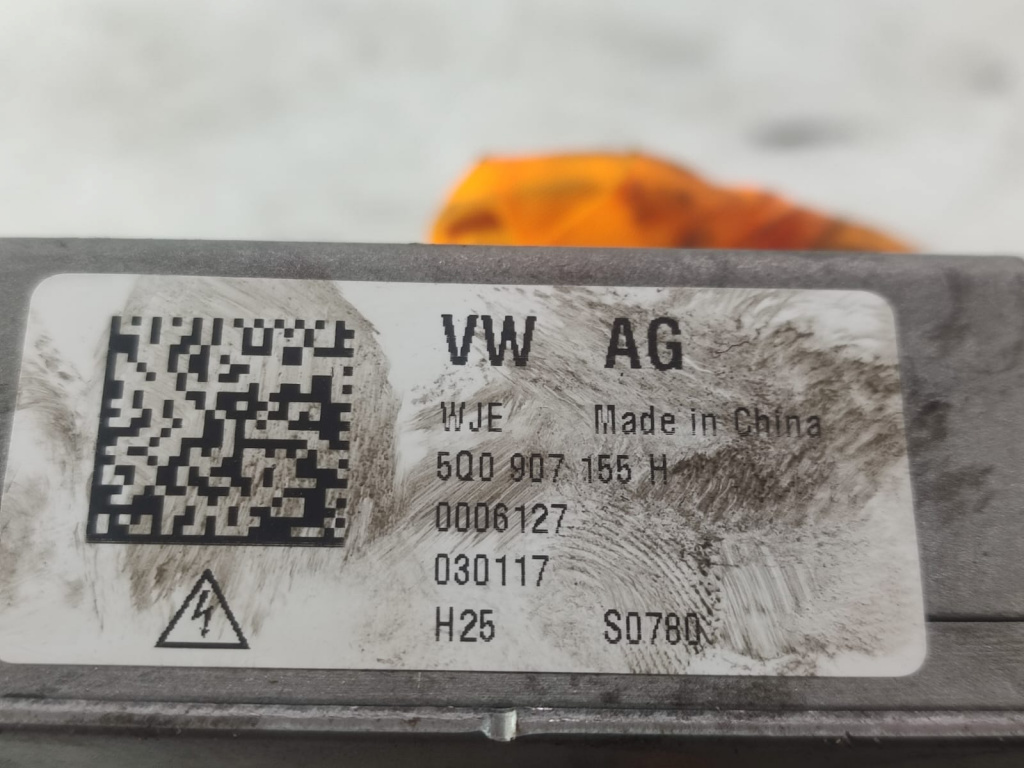 VW AG
WJE Made in China
5Q0 907 155 H
0006127
030117
H25 S0780